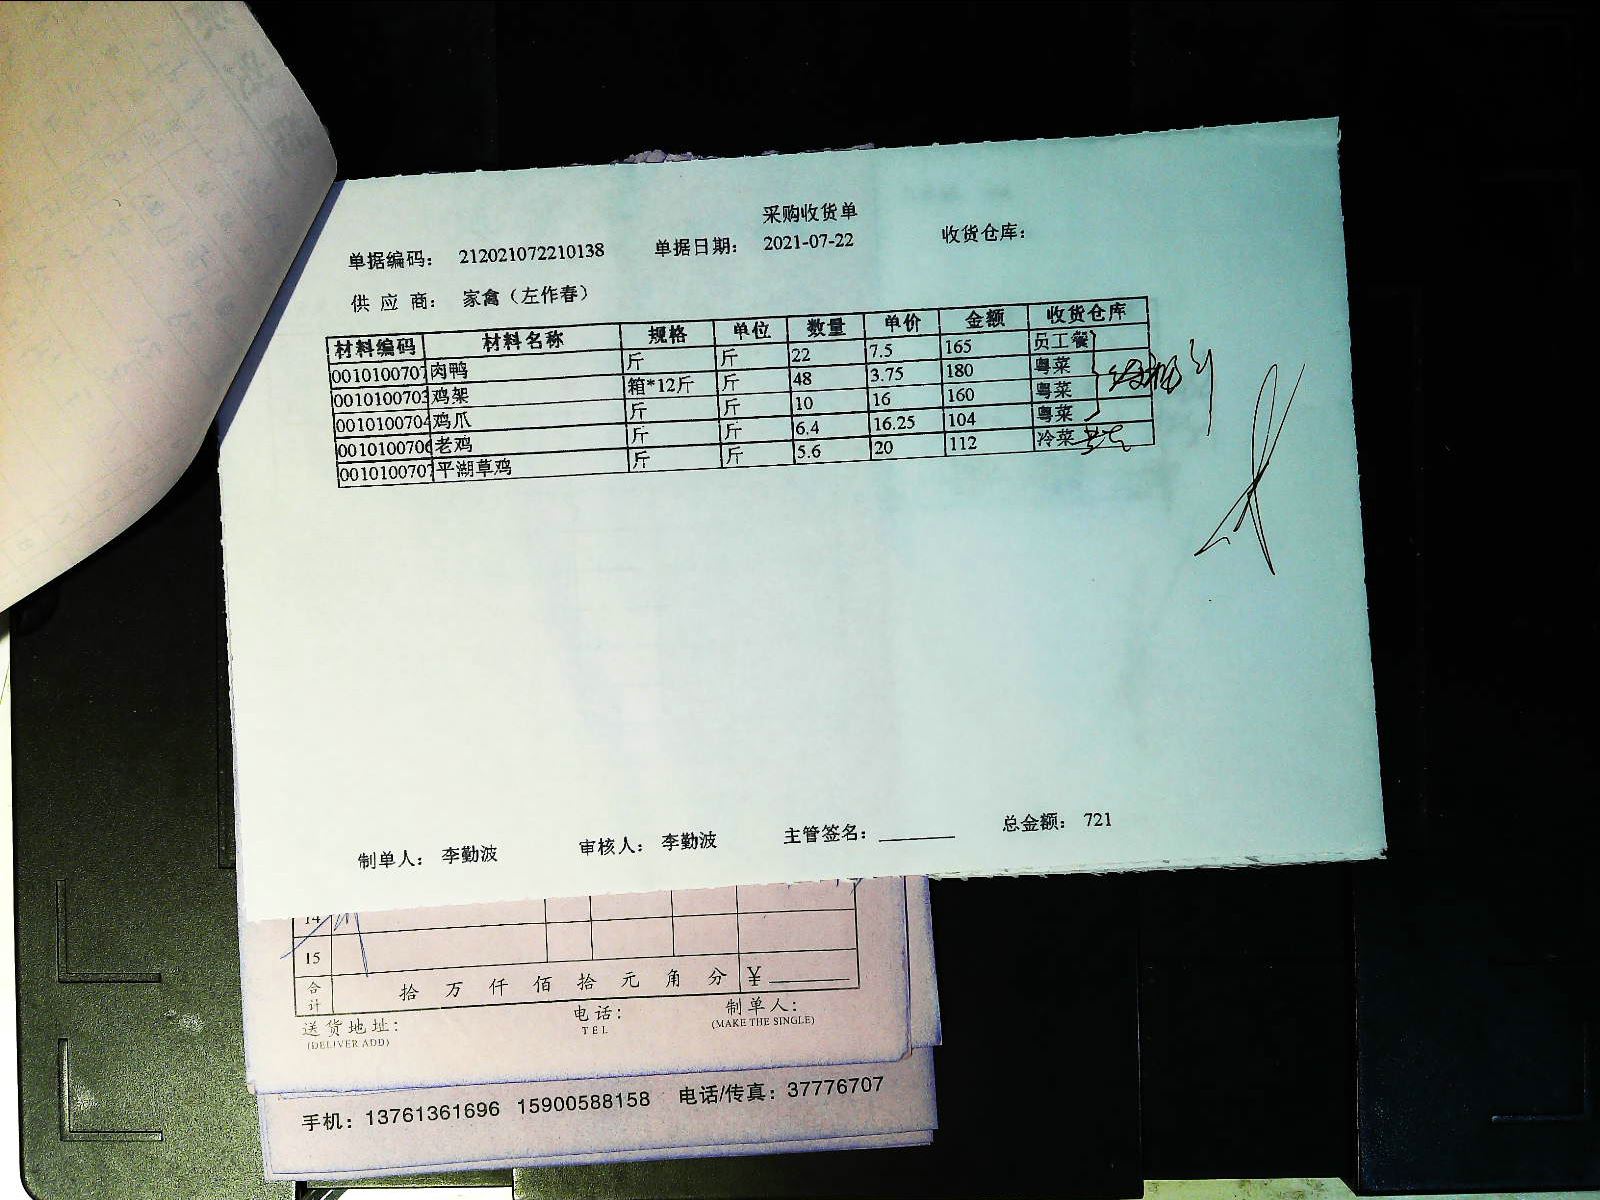 采购收货单
单据编码： 212021072210138 单据日期： 2021-07-22 收货仓库：
供 应 商： 家禽（左作春）
材料编码 材料名称 规格 单位 数量 单价 金额 收货仓库
0010100707 肉鸭 斤 斤 22 7.5 165 员工餐
0010100703 鸡架 箱*12斤 斤 48 3.75 180 粤菜
0010100704 鸡爪 斤 斤 10 16 160 粤菜
0010100706 老鸡 斤 斤 6.4 16.25 104 粤菜
0010100707 平湖草鸡 斤 斤 5.6 20 112 冷菜
制单人： 李勤波 审核人： 李勤波 主管签名： 总金额： 721
14
15
合计 拾 万 仟 佰 拾 元 角 分 ¥
送货地址： 电话： 制单人：
(DELIVER ADD) TEL (MAKE THE SINGLE)
手机：13761361696 15900588158 电话/传真：37776707